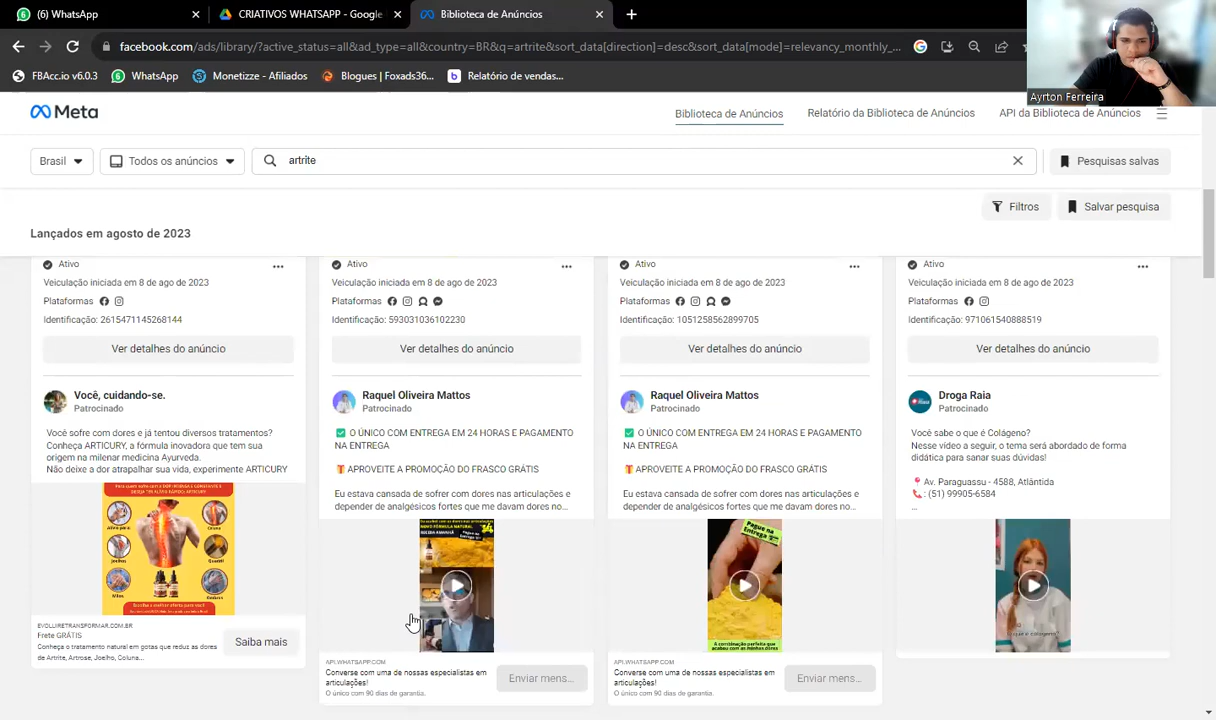 WhatsApp
CRIATIVOS WHATSAPP - Google
Biblioteca de Anúncios
facebook.com/ads/library/?active_status=all&ad_type=all&country=BR&q=artrite&sort_data[direction]=desc&sort_data[mode]=relevancy_monthly_...
FBAcc.io v6.0.3
WhatsApp
Monetizze - Afiliados
Blogues | Foxads36...
Relatório de vendas...
Ayrton Ferreira
Meta
Biblioteca de Anúncios
Relatório da Biblioteca de Anúncios
API da Biblioteca de Anúncios
Brasil
Todos os anúncios
artrite
Pesquisas salvas
Filtros
Salvar pesquisa
Lançados em agosto de 2023
Ativo
Veiculação iniciada em 8 de ago de 2023
Plataformas
Identificação: 2615471145268144
Ver detalhes do anúncio
Você, cuidando-se.
Patrocinado
Você sofre com dores e já tentou diversos tratamentos?
Conheça ARTICURY, a fórmula inovadora que tem sua
origem na milenar medicina Ayurveda.
Não deixe a dor atrapalhar sua vida, experimente ARTICURY
Coluna
Joelhos
Mãos
EVOLUIRETRANSFORMAR.COM.BR
Frete GRÁTIS
Conheça o tratamento natural em gotas que reduz as dores
de Artrite, Artrose, Joelho, Coluna...
Saiba mais
Ativo
Veiculação iniciada em 8 de ago de 2023
Plataformas
Identificação: 593031036102230
Ver detalhes do anúncio
Raquel Oliveira Mattos
Patrocinado
✅ O ÚNICO COM ENTREGA EM 24 HORAS E PAGAMENTO
NA ENTREGA
🎁 APROVEITE A PROMOÇÃO DO FRASCO GRÁTIS
Eu estava cansada de sofrer com dores nas articulações e
depender de analgésicos fortes que me davam dores no...
API.WHATSAPP.COM
Converse com uma de nossas especialistas em
articulações!
O único com 90 dias de garantia.
Enviar mens...
Ativo
Veiculação iniciada em 8 de ago de 2023
Plataformas
Identificação: 1051258562899705
Ver detalhes do anúncio
Raquel Oliveira Mattos
Patrocinado
✅ O ÚNICO COM ENTREGA EM 24 HORAS E PAGAMENTO
NA ENTREGA
🎁 APROVEITE A PROMOÇÃO DO FRASCO GRÁTIS
Eu estava cansada de sofrer com dores nas articulações e
depender de analgésicos fortes que me davam dores no...
Pague na
Entrega
A combinação perfeita que
acabou com as minhas dores
API.WHATSAPP.COM
Converse com uma de nossas especialistas em
articulações!
O único com 90 dias de garantia.
Enviar mens...
Ativo
Veiculação iniciada em 8 de ago de 2023
Plataformas
Identificação: 971061540888519
Ver detalhes do anúncio
Droga Raia
Patrocinado
Você sabe o que é Colágeno?
Nesse vídeo a seguir, o tema será abordado de forma
didática para sanar suas dúvidas!
📍 Av. Paraguassu - 4588, Atlântida
📞: (51) 99905-6584
...